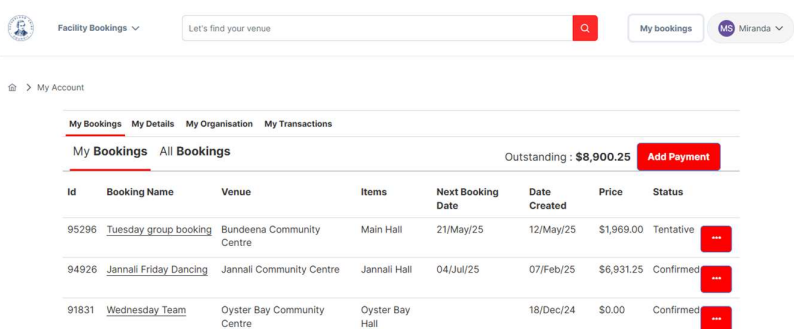 Facility Bookings
Let's find your venue
My bookings
MS Miranda
My Account
My Bookings My Details My Organisation My Transactions
My Bookings All Bookings
Outstanding : $8,900.25 Add Payment
Id Booking Name Venue Items Next Booking Date Date Created Price Status
95296 Tuesday group booking Bundeena Community Centre Main Hall 21/May/25 12/May/25 $1,969.00 Tentative ...
94926 Jannali Friday Dancing Jannali Community Centre Jannali Hall 04/Jul/25 07/Feb/25 $6,931.25 Confirmed ...
91831 Wednesday Team Oyster Bay Community Centre Oyster Bay Hall 18/Dec/24 $0.00 Confirmed ...